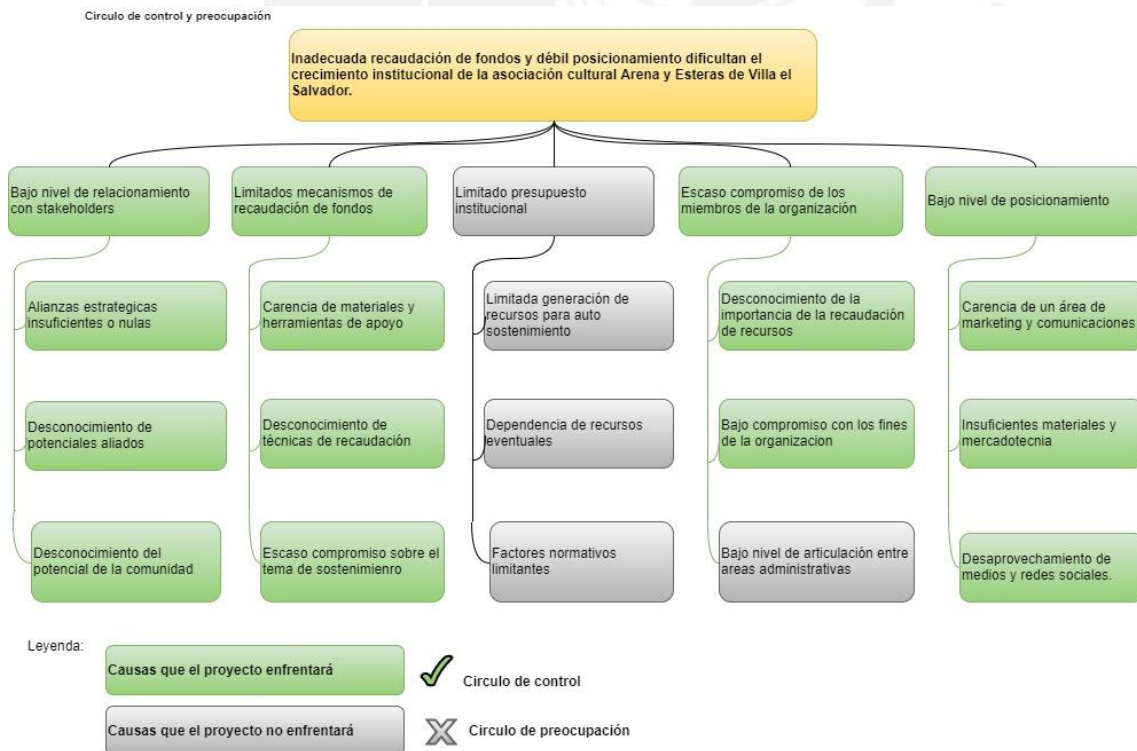 Circulo de control y preocupación
Inadecuada recaudación de fondos y dèbil posicionamiento dificultan el
crecimiento institucional de la asociación cultural Arena y Esteras de Villa el
Salvador.
Bajo nivel de relacionamiento
con stakeholders
Limitados mecanismos de
recaudación de fondos
Limitado presupuesto
institucional
Escaso compromiso de los
miembros de la organización
Bajo nivel de posicionamiento
Alianzas estrategicas
insuficientes o nulas
Carencia de materiales y
herramientas de apoyo
Limitada generación de
recursos para auto
sostenimiento
Desconocimiento de la
importancia de la recaudación
de recursos
Carencia de un área de
marketing y comunicaciones
Desconocimiento de
potenciales aliados
Desconocimiento de
técnicas de recaudación
Dependencia de recursos
eventuales
Bajo compromiso con los fines
de la organizacion
Insuficientes materiales y
mercadotecnia
Desconocimiento del
potencial de la comunidad
Escaso compromiso sobre el
tema de sostenimienro
Factores normativos
limitantes
Bajo nivel de articulación entre
areas administrativas
Desaprovechamiento de
medios y redes sociales.
Leyenda:
Causas que el proyecto enfrentará
Circulo de control
Causas que el proyecto no enfrentará
Circulo de preocupación